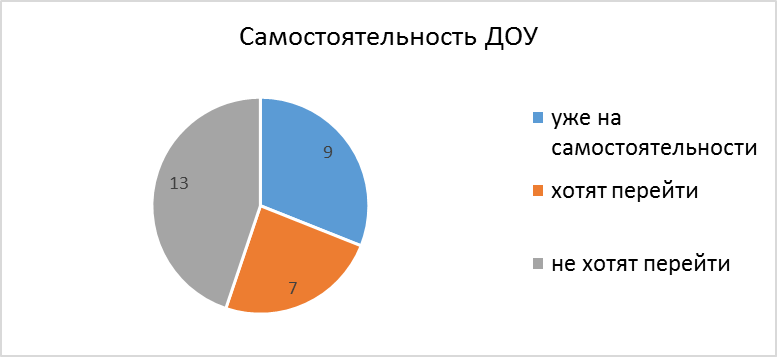 Самостоятельность ДОУ
9
7
13
уже на
самостоятельности
хотят перейти
не хотят перейти